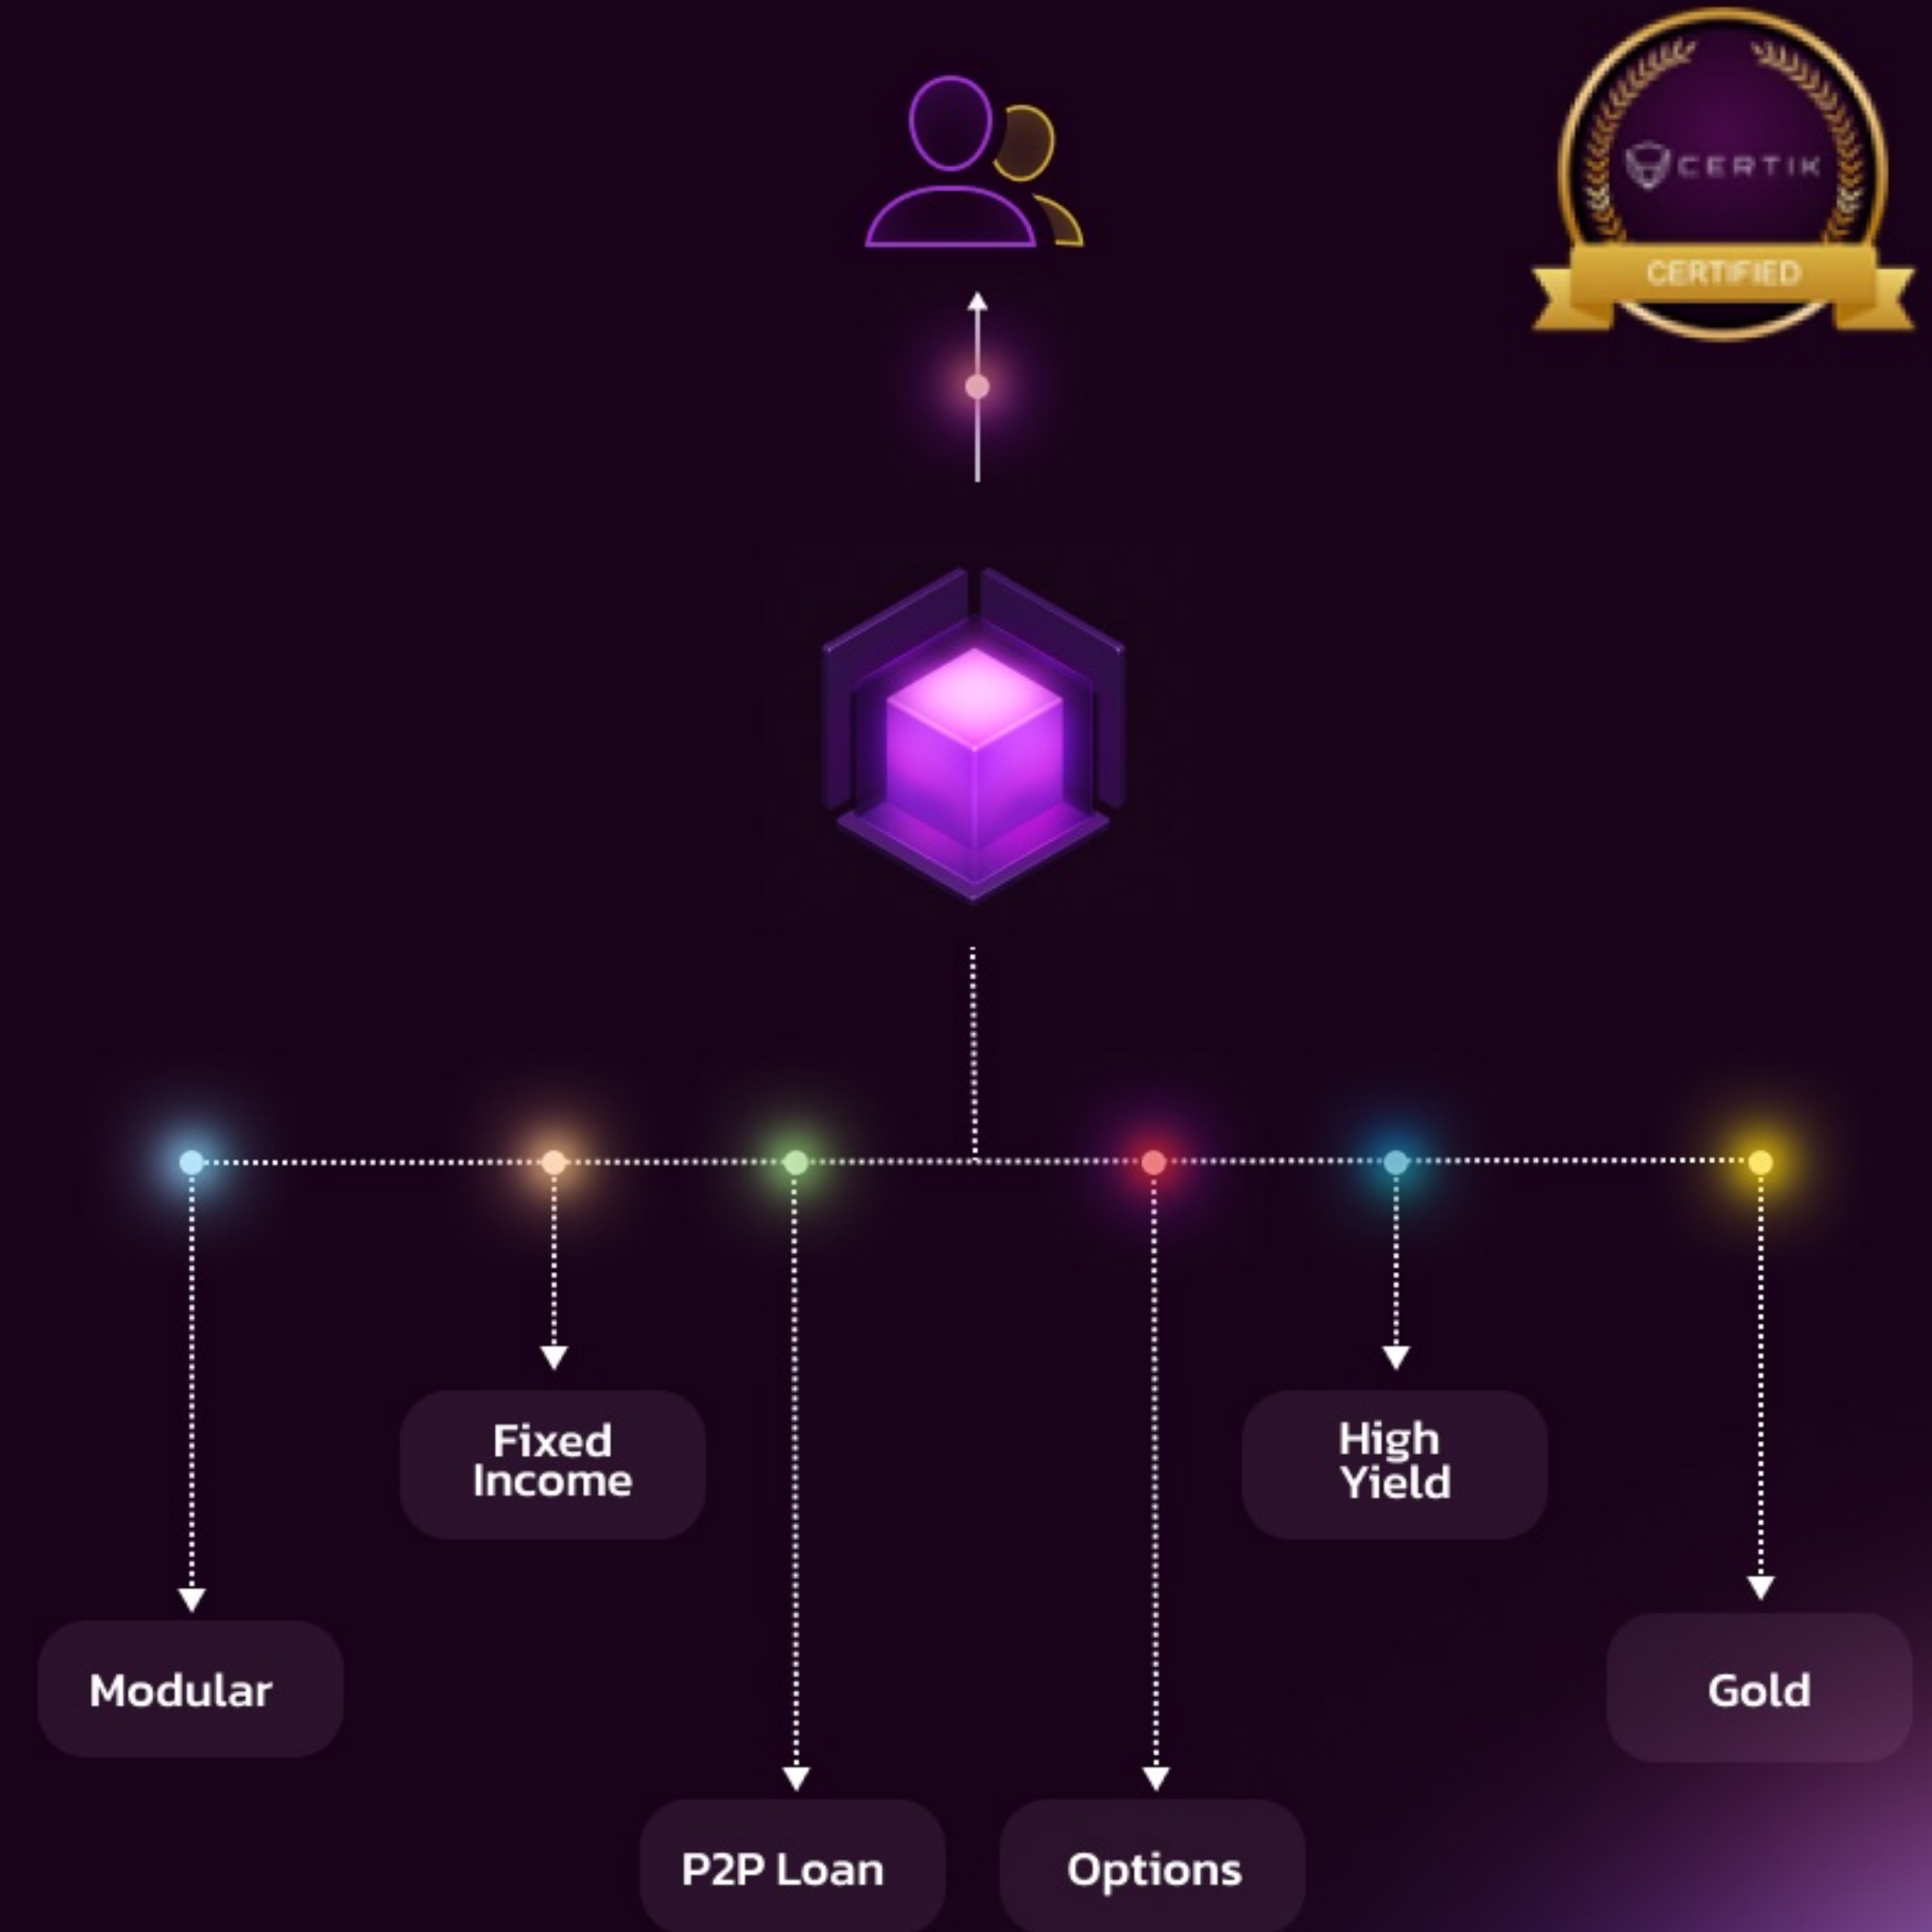 CERTIK
CERTIFIED
Fixed
Income
High
Yield
Modular
Gold
P2P Loan
Options